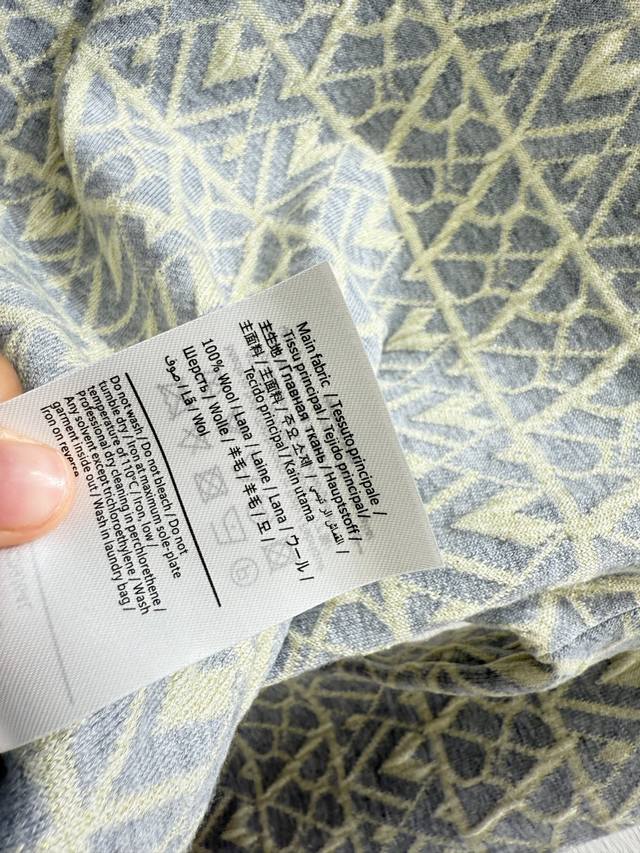 Main fabric / Tessuto principale /
Tissu principal / Tejido principal/
主生地 / Главная ткань / Hauptstoff /
主面料 / 主要面料 / 주요 소재 /
Tecido principal / Kain utama
100% Wool / Lana / Laine / Lana / ウール /
Шерсть / Wolle / 羊毛 / 羊毛 / 모 /
صوف / Wol
Do not wash / Do not bleach / Do not
tumble dry / Iron at maximum sole-plate
temperature of 110°C / Iron, low /
Professional dry cleaning in perchlorethene /
Any solvent except trichloroethylene / Wash
garment inside out / Wash in laundry bag /
Iron on reverse